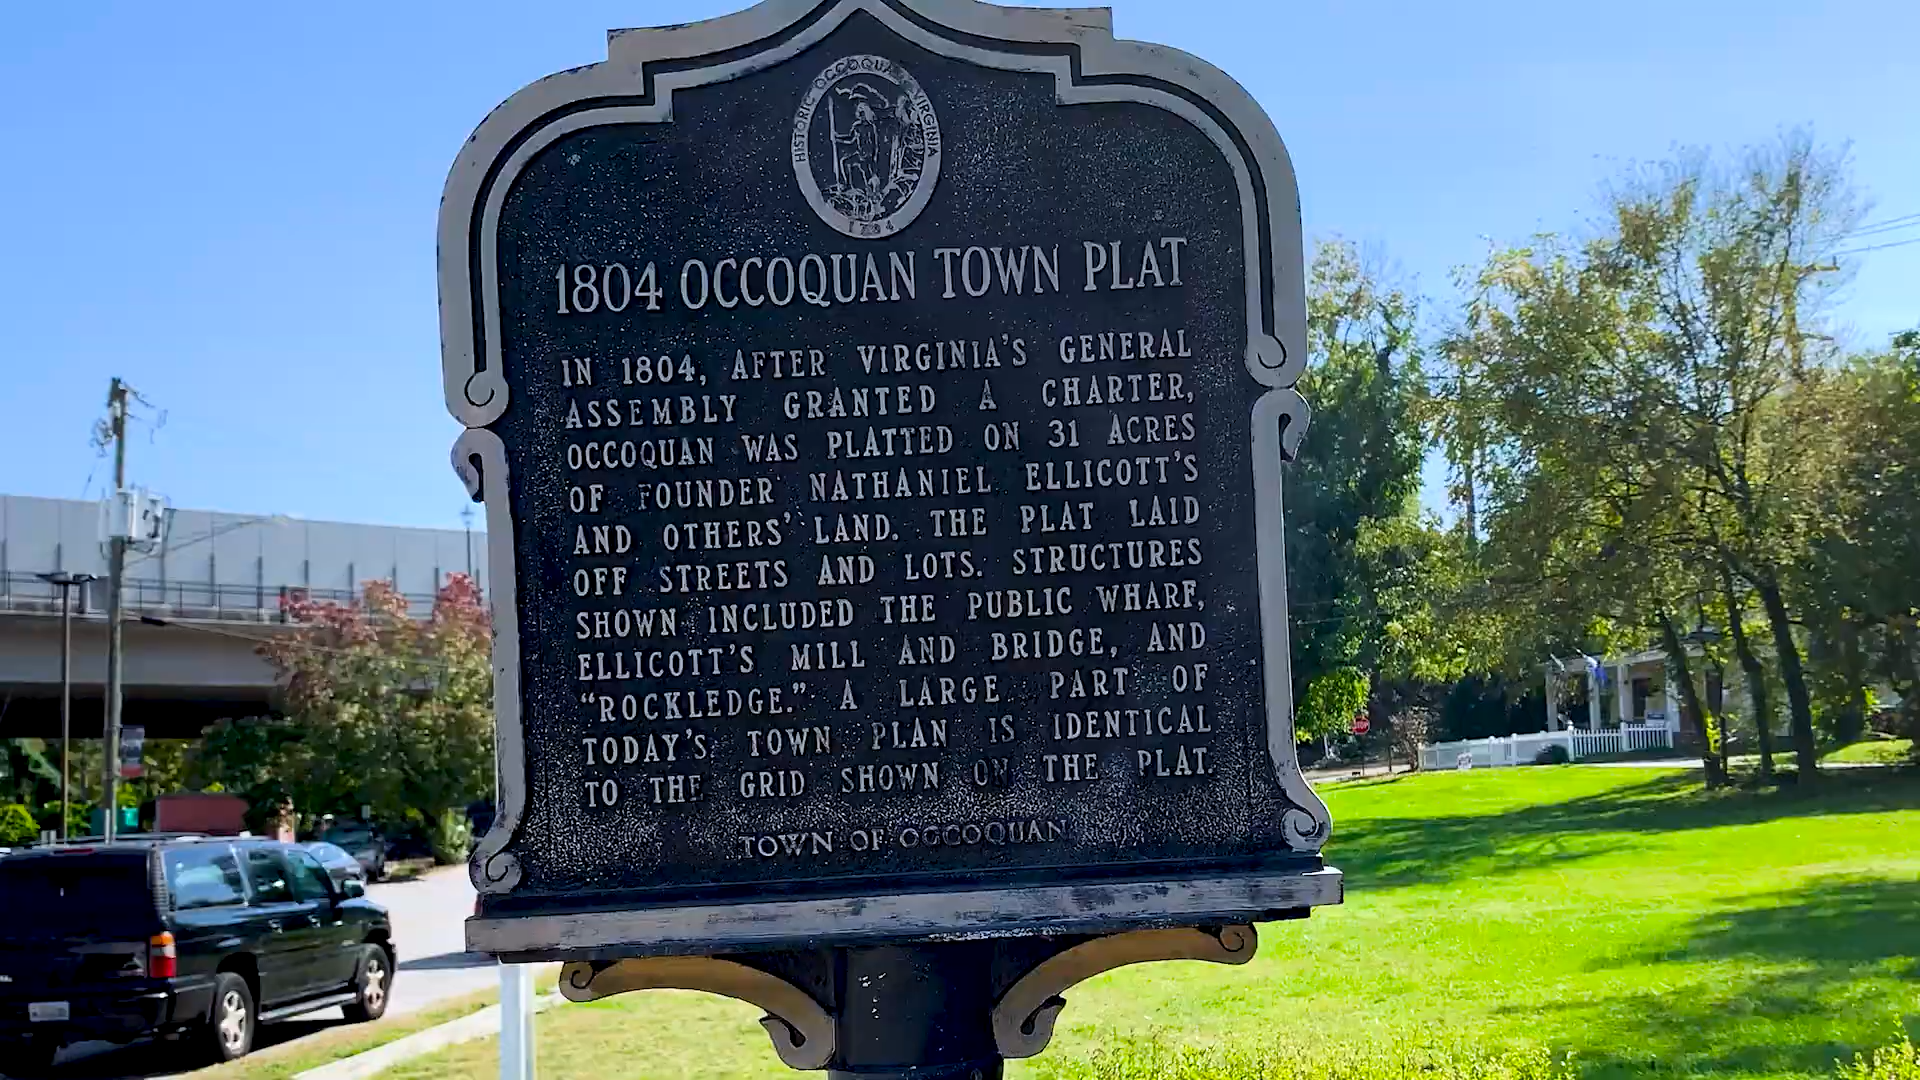 HISTORIC OCCOQUAN VIRGINIA
1804
1804 OCCOQUAN TOWN PLAT
IN 1804, AFTER VIRGINIA'S GENERAL
ASSEMBLY GRANTED A CHARTER,
OCCOQUAN WAS PLATTED ON 31 ACRES
OF FOUNDER NATHANIEL ELLICOTT'S
AND OTHERS' LAND. THE PLAT LAID
OFF STREETS AND LOTS. STRUCTURES
SHOWN INCLUDED THE PUBLIC WHARF,
ELLICOTT'S MILL AND BRIDGE, AND
"ROCKLEDGE." A LARGE PART OF
TODAY'S TOWN PLAN IS IDENTICAL
TO THE GRID SHOWN ON THE PLAT.
TOWN OF OCCOQUAN
STOP